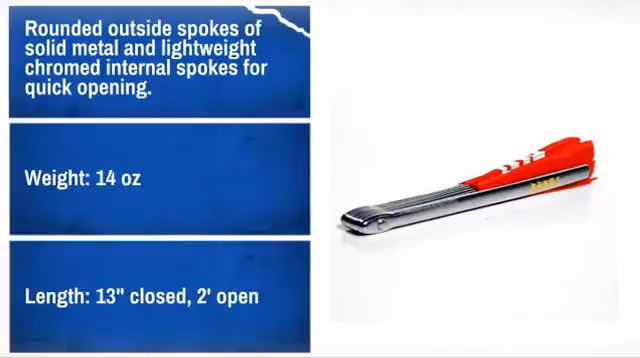 Rounded outside spokes of
solid metal and lightweight
chromed internal spokes for
quick opening.
Weight: 14 oz
Length: 13" closed, 2' open